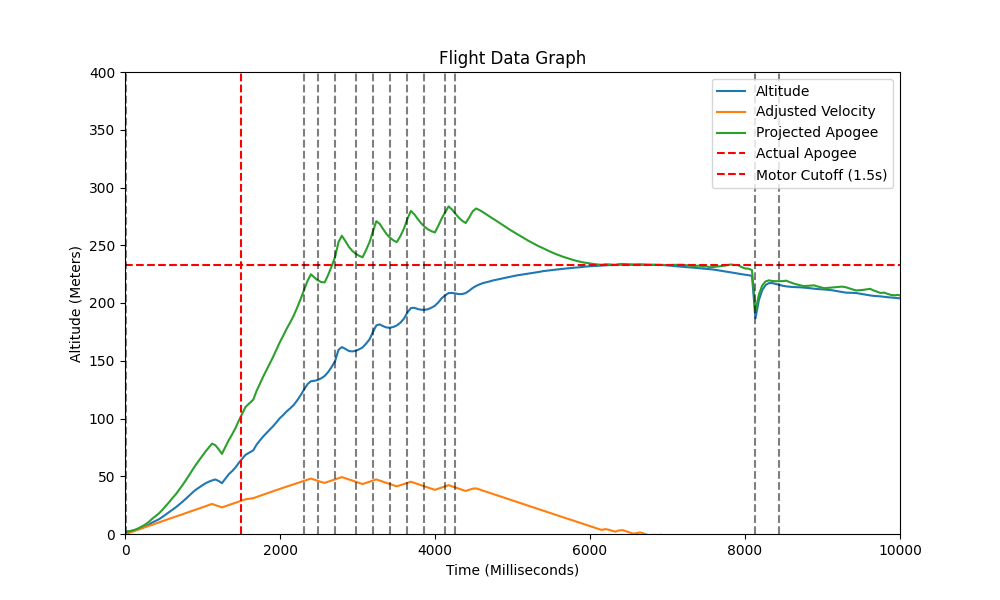 Flight Data Graph
Altitude (Meters)
400
350
300
250
200
150
100
50
0
Altitude
Adjusted Velocity
Projected Apogee
Actual Apogee
Motor Cutoff (1.5s)
0 2000 4000 6000 8000 10000
Time (Milliseconds)